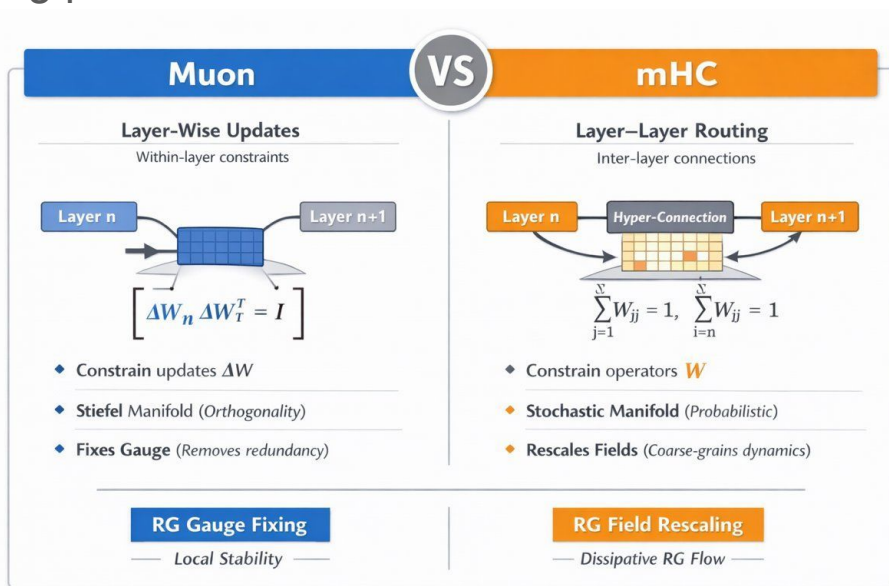 Muon
VS
mHC
Layer-Wise Updates
Within-layer constraints
Layer n
Layer n+1
[ΔWₙ ΔW_T^T = I]
◆ Constrain updates ΔW
◆ Stiefel Manifold (Orthogonality)
◆ Fixes Gauge (Removes redundancy)
RG Gauge Fixing
Local Stability
Layer–Layer Routing
Inter-layer connections
Layer n
Hyper-Connection
Layer n+1
∑ j=1 Wjj = 1, ∑ i=n Wjj = 1
◆ Constrain operators W
◆ Stochastic Manifold (Probabilistic)
◆ Rescales Fields (Coarse-grains dynamics)
RG Field Rescaling
Dissipative RG Flow